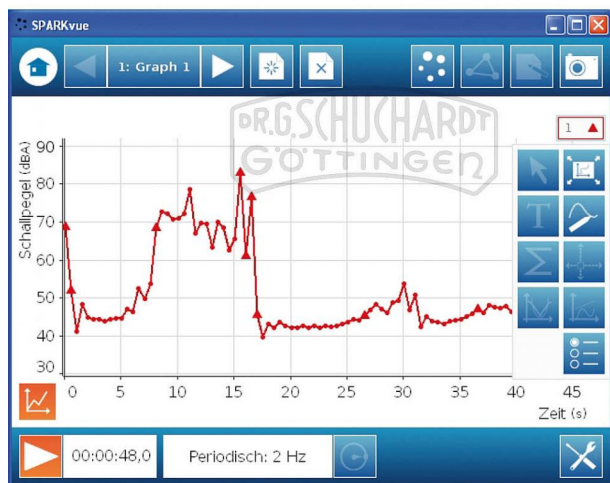 SPARKvue
1: Graph 1
DR.G.SCHUCHARDT
GÖTTINGEN
1
Schallpegel (dBA)
90
80
70
60
50
40
30
0 5 10 15 20 25 30 35 40 45
Zeit (s)
00:00:48,0
Periodisch: 2 Hz